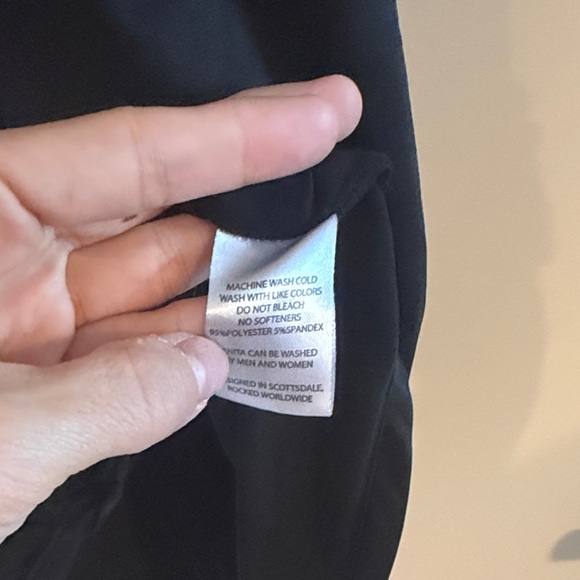 MACHINE WASH COLD
WASH WITH LIKE COLORS
DO NOT BLEACH
NO SOFTENERS
95%POLYESTER 5%SPANDEX
CAN BE WASHED
MEN AND WOMEN
IN SCOTTSDALE,
WORLDWIDE